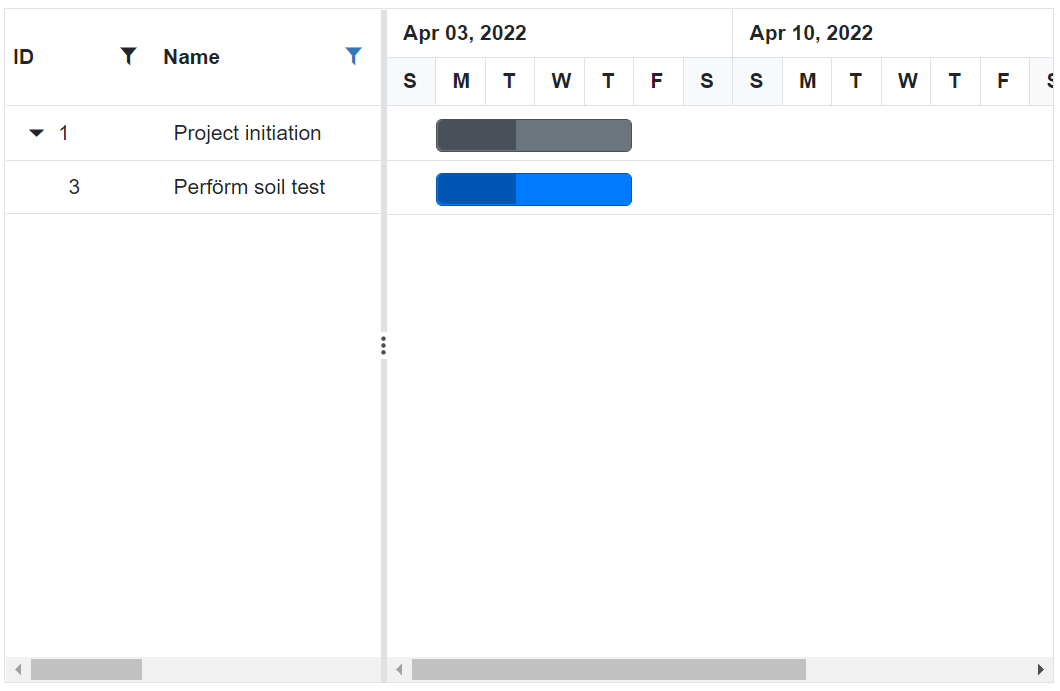 ID Name Apr 03, 2022 Apr 10, 2022
S M T W T F S S M T W T F S
1 Project initiation
3 Perförm soil test